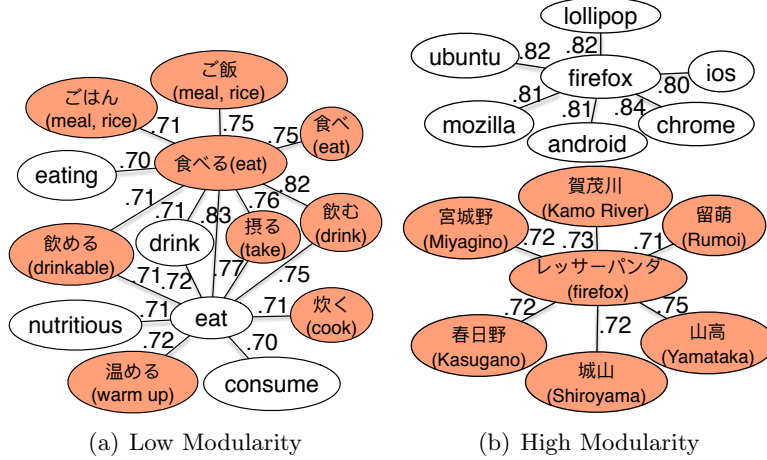 ご飯
(meal, rice)
ごはん
(meal, rice)
.71
.75
.75
食べ
(eat)
食べる(eat)
eating
.70
.71
.71
.83
.76
.82
飲める
(drinkable)
drink
摂る
(take)
飲む
(drink)
.71
.72
.77
.75
nutritious
.71
eat
.71
炊く
(cook)
.72
.70
温める
(warm up)
consume
(a) Low Modularity
lollipop
ubuntu
.82
.82
firefox
.80
ios
.81
.81
.84
mozilla
android
chrome
賀茂川
(Kamo River)
宮城野
(Miyagino)
留萌
(Rumoi)
.72
.73
.71
レッサーパンダ
(firefox)
.72
.72
.75
春日野
(Kasugano)
城山
(Shiroyama)
山高
(Yamataka)
(b) High Modularity